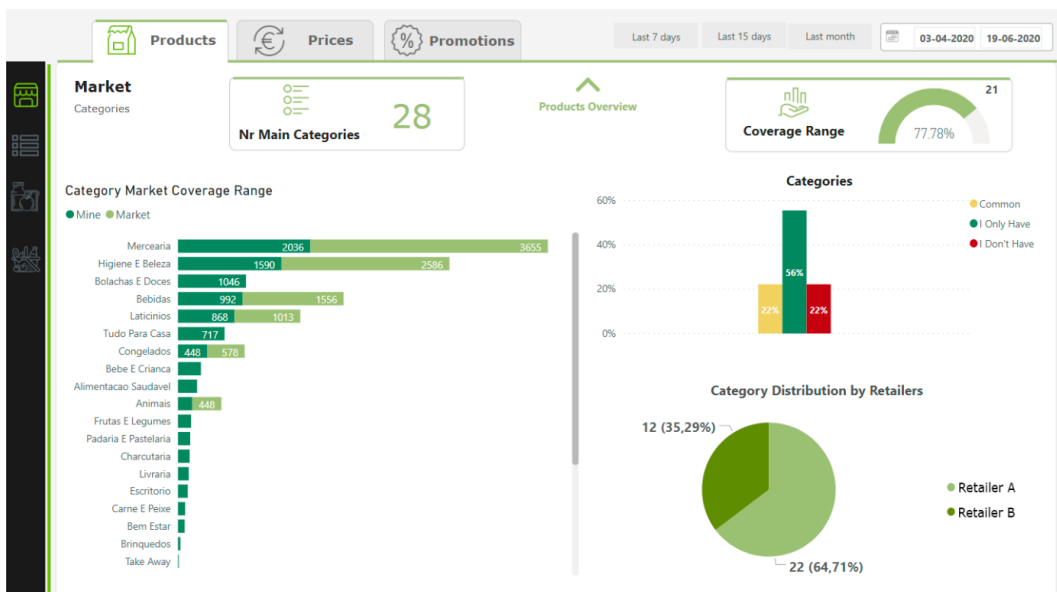 Products
Prices
Promotions
Last 7 days
Last 15 days
Last month
03-04-2020 19-06-2020
Market
Categories
Nr Main Categories
28
Products Overview
Coverage Range
77.78%
21
Category Market Coverage Range
Mine Market
Mercearia 2036 3655
Higiene E Beleza 1590 2586
Bolachas E Doces 1046
Bebidas 992 1556
Laticinios 868 1013
Tudo Para Casa 717
Congelados 448 578
Bebe E Crianca
Alimentacao Saudavel
Animais 448
Frutas E Legumes
Padaria E Pastelaria
Charcutaria
Livraria
Escritorio
Carne E Peixe
Bem Estar
Brinquedos
Take Away
Categories
60%
40%
20%
0%
22%
56%
22%
Common
I Only Have
I Don't Have
Category Distribution by Retailers
12 (35,29%)
22 (64,71%)
Retailer A
Retailer B